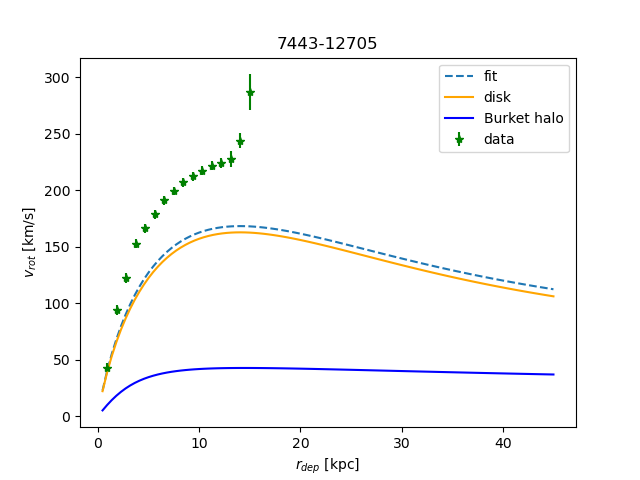 7443-12705
fit
disk
Burket halo
data
300
250
200
150
100
50
0
v_rot [km/s]
0 10 20 30 40
r_dep [kpc]